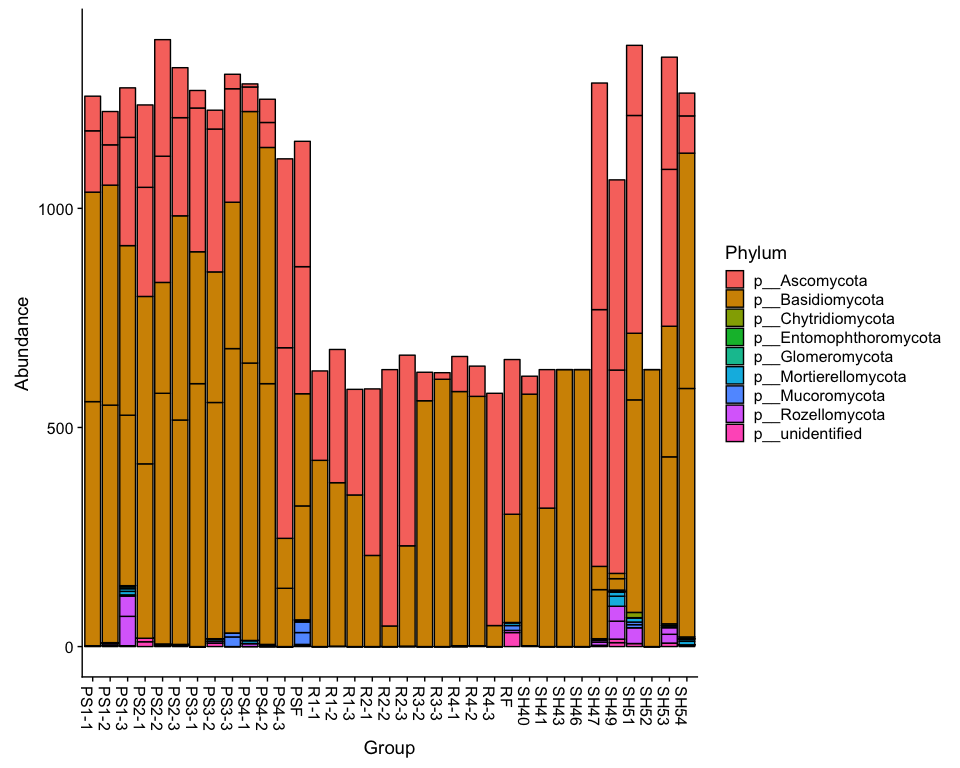 Abundance
1000
500
0
PS1-1
PS1-2
PS1-3
PS2-1
PS2-2
PS2-3
PS3-1
PS3-2
PS3-3
PS4-1
PS4-2
PS4-3
PSF
R1-1
R1-2
R1-3
R2-1
R2-2
R2-3
R3-2
R3-3
R4-1
R4-2
R4-3
RF
SH40
SH41
SH43
SH46
SH47
SH49
SH51
SH52
SH53
SH54
Group
Phylum
p__Ascomycota
p__Basidiomycota
p__Chytridiomycota
p__Entomophthoromycota
p__Glomeromycota
p__Mortierellomycota
p__Mucoromycota
p__Rozellomycota
p__unidentified